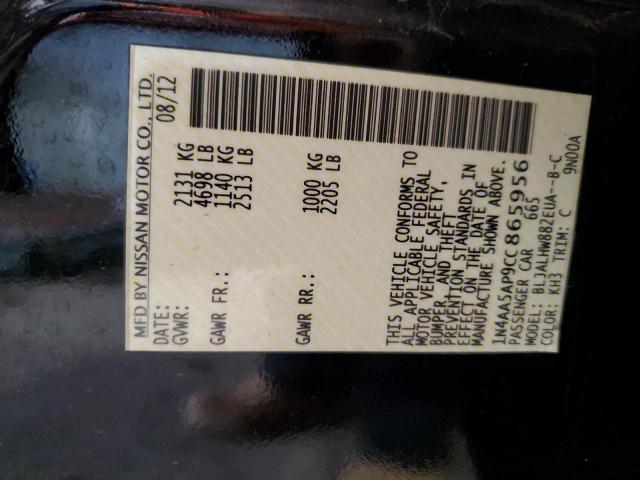 MFD BY NISSAN MOTOR CO., LTD.
DATE: 08/12
GVWR: 2131 KG
4698 LB
GAWR FR.: 1140 KG
2513 LB
GAWR RR.: 1000 KG
2205 LB
THIS VEHICLE CONFORMS TO
ALL APPLICABLE FEDERAL
MOTOR VEHICLE SAFETY,
BUMPER, AND THEFT
PREVENTION STANDARDS IN
EFFECT ON THE DATE OF
MANUFACTURE SHOWN ABOVE.
1N4AA5AP9CC865956
PASSENGER CAR 665
MODEL: BLJALHW882EUA--B-C
COLOR: KH3 TRIM: C 9N00A